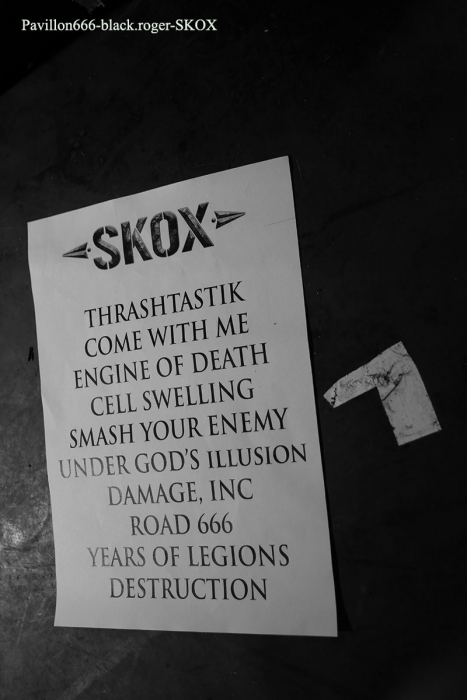 Pavillon666-black.roger-SKOX
SKOX
THRASHTASTIK
COME WITH ME
ENGINE OF DEATH
CELL SWELLING
SMASH YOUR ENEMY
UNDER GOD'S ILLUSION
DAMAGE, INC
ROAD 666
YEARS OF LEGIONS
DESTRUCTION